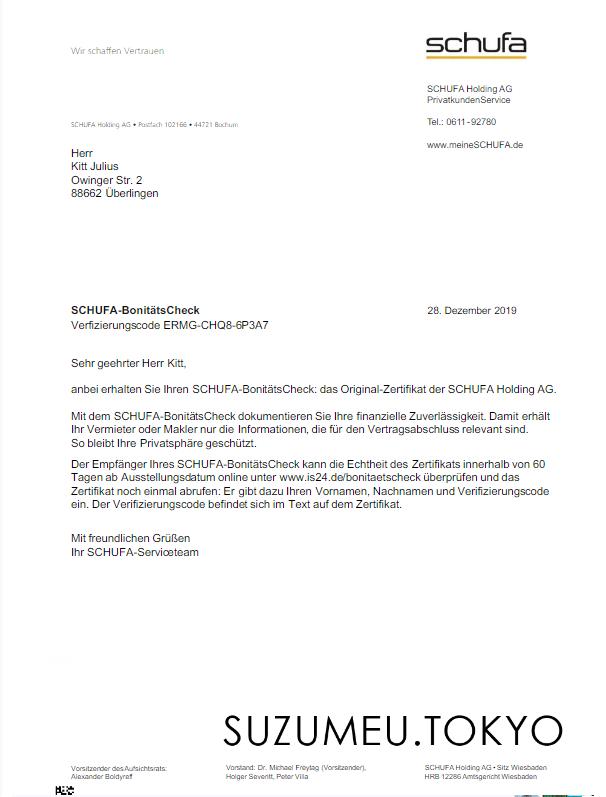 Wir schaffen Vertrauen
schufa
SCHUFA Holding AG
PrivatkundenService
Tel.: 0611-92780
www.meineSCHUFA.de
SCHUFA Holding AG • Postfach 102166 • 44721 Bochum
Herr
Kitt Julius
Owinger Str. 2
88662 Überlingen
SCHUFA-BonitätsCheck
28. Dezember 2019
Verfizierungscode ERMG-CHQ8-6P3A7
Sehr geehrter Herr Kitt,
anbei erhalten Sie Ihren SCHUFA-BonitätsCheck: das Original-Zertifikat der SCHUFA Holding AG.
Mit dem SCHUFA-BonitätsCheck dokumentieren Sie Ihre finanzielle Zuverlässigkeit. Damit erhält
Ihr Vermieter oder Makler nur die Informationen, die für den Vertragsabschluss relevant sind.
So bleibt Ihre Privatsphäre geschützt.
Der Empfänger Ihres SCHUFA-BonitätsCheck kann die Echtheit des Zertifikats innerhalb von 60
Tagen ab Ausstellungsdatum online unter www.is24.de/bonitaetscheck überprüfen und das
Zertifikat noch einmal abrufen: Er gibt dazu Ihren Vornamen, Nachnamen und Verifizierungscode
ein. Der Verifizierungscode befindet sich im Text auf dem Zertifikat.
Mit freundlichen Grüßen
Ihr SCHUFA-Serviceteam
SUZUMEU.TOKYO
Vorsitzender des Aufsichtsrats:
Alexander Boldyreff
Vorstand: Dr. Michael Freytag (Vorsitzender),
Holger Severitt, Peter Villa
SCHUFA Holding AG • Sitz Wiesbaden
HRB 12286 Amtsgericht Wiesbaden